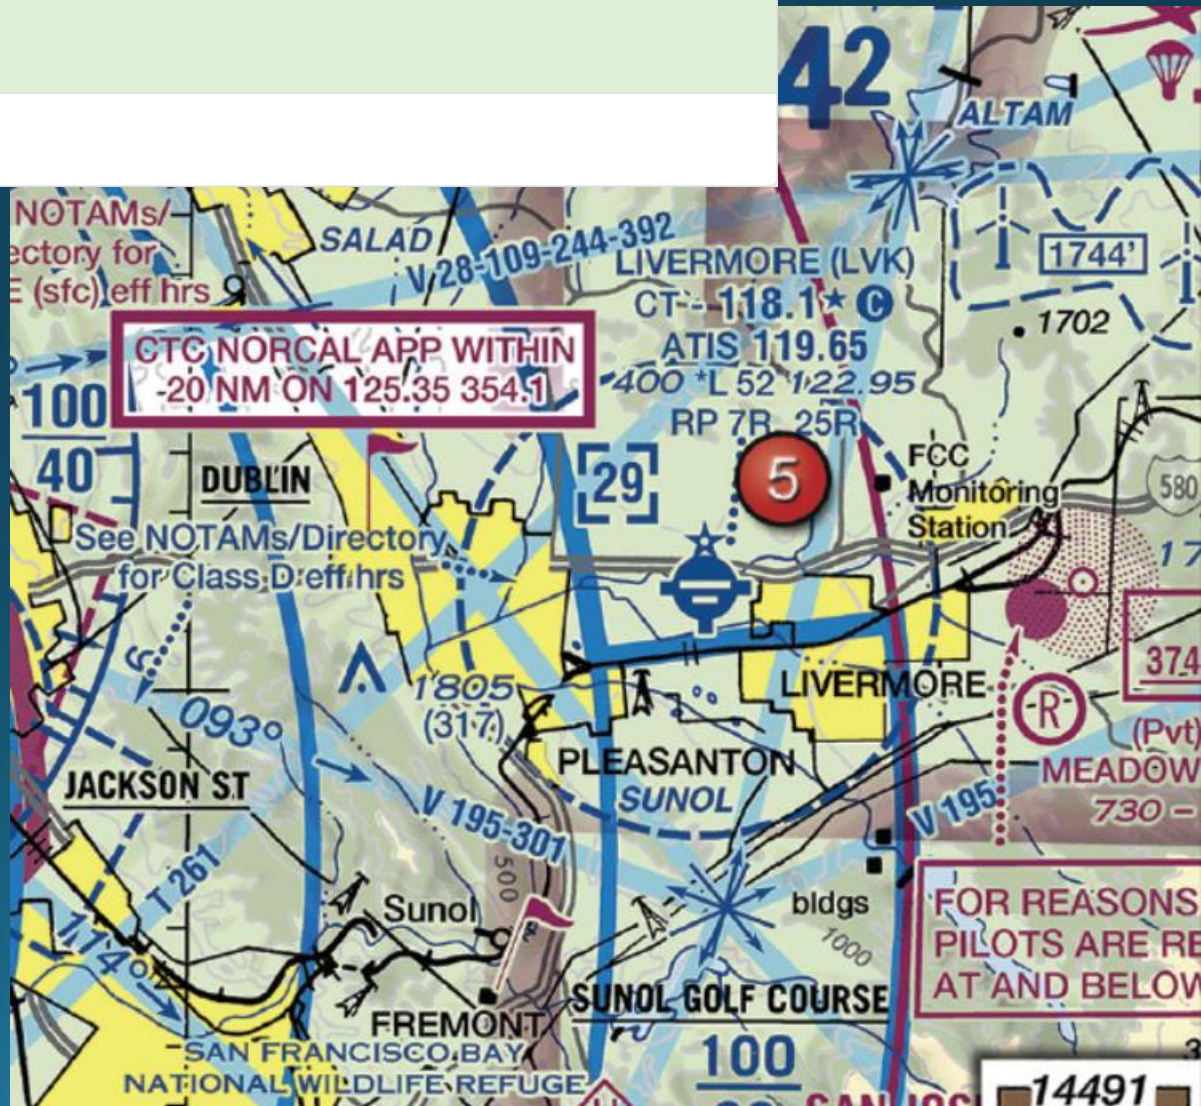 42
ALTAM
NOTAMs/
ectory for
E (sfc) eff hrs
SALAD
V 28-109-244-392
LIVERMORE (LVK)
CT - 118.1 ★ C
ATIS 119.65
400 *L 52 122.95
RP 7R, 25R
1744'
1702
CTC NORCAL APP WITHIN
20 NM ON 125.35 354.1
100
40
DUBLIN
[29]
5
FCC
Monitoring
Station
580
See NOTAMs/Directory
for Class D eff hrs
17
374
1805
(317)
LIVERMORE
R
(Pvt)
MEADOW
730 -
093°
PLEASANTON
SUNOL
JACKSON ST
V 195-301
V 195
T 261
500
Sunol
bldgs
1000
FOR REASONS
PILOTS ARE RE
AT AND BELOW
114°
SUNOL GOLF COURSE
FREMONT
SAN FRANCISCO BAY
NATIONAL WILDLIFE REFUGE
100
14491